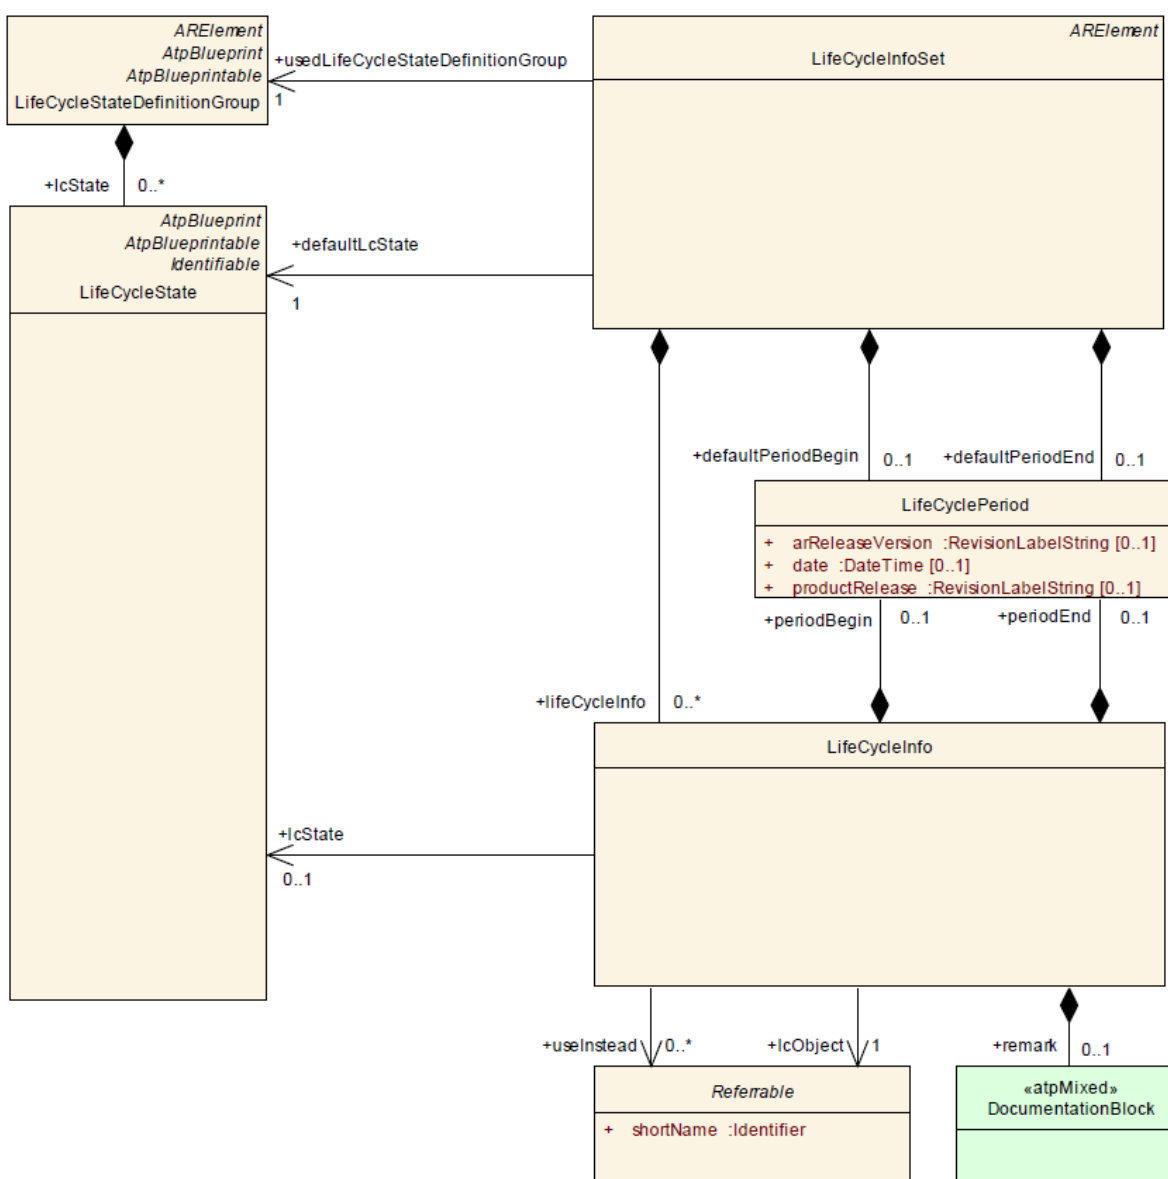 ARElement
AtpBlueprint
AtpBlueprintable
LifeCycleStateDefinitionGroup
+usedLifeCycleStateDefinitionGroup
1
ARElement
LifeCycleInfoSet
+lcState
0..*
AtpBlueprint
AtpBlueprintable
Identifiable
LifeCycleState
+defaultLcState
1
+defaultPeriodBegin
0..1
+defaultPeriodEnd
0..1
LifeCyclePeriod
+ arReleaseVersion :RevisionLabelString [0..1]
+ date :DateTime [0..1]
+ productRelease :RevisionLabelString [0..1]
+periodBegin
0..1
+periodEnd
0..1
+lifeCycleInfo
0..*
LifeCycleInfo
+lcState
0..1
+useInstead
0..*
+lcObject
1
+remark
0..1
Referrable
+ shortName :Identifier
«atpMixed»
DocumentationBlock